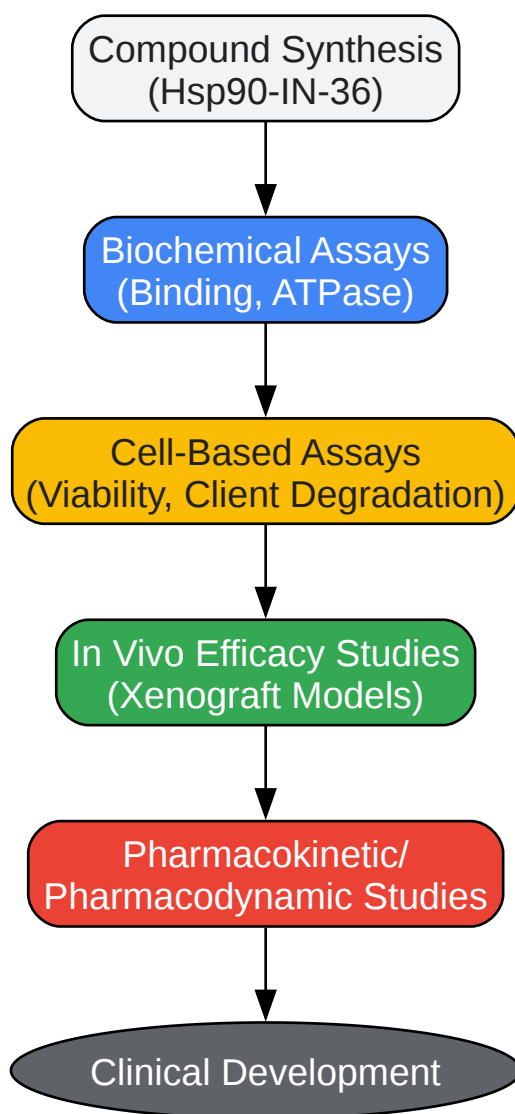 Compound Synthesis
(Hsp90-IN-36)
Biochemical Assays
(Binding, ATPase)
Cell-Based Assays
(Viability, Client Degradation)
In Vivo Efficacy Studies
(Xenograft Models)
Pharmacokinetic/
Pharmacodynamic Studies
Clinical Development